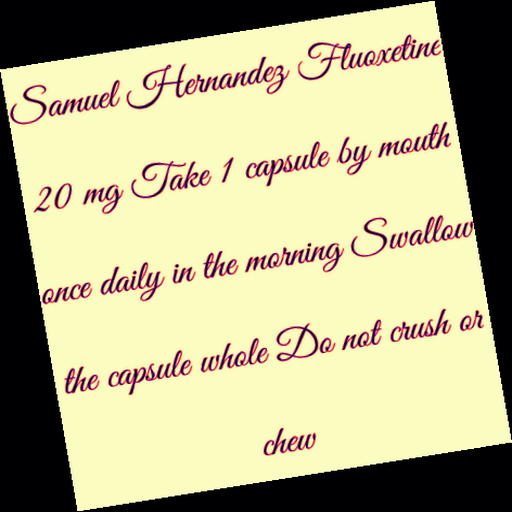 Samuel Hernandez Fluoxetine
20 mg Take 1 capsule by mouth
once daily in the morning Swallow
the capsule whole Do not crush or
chew